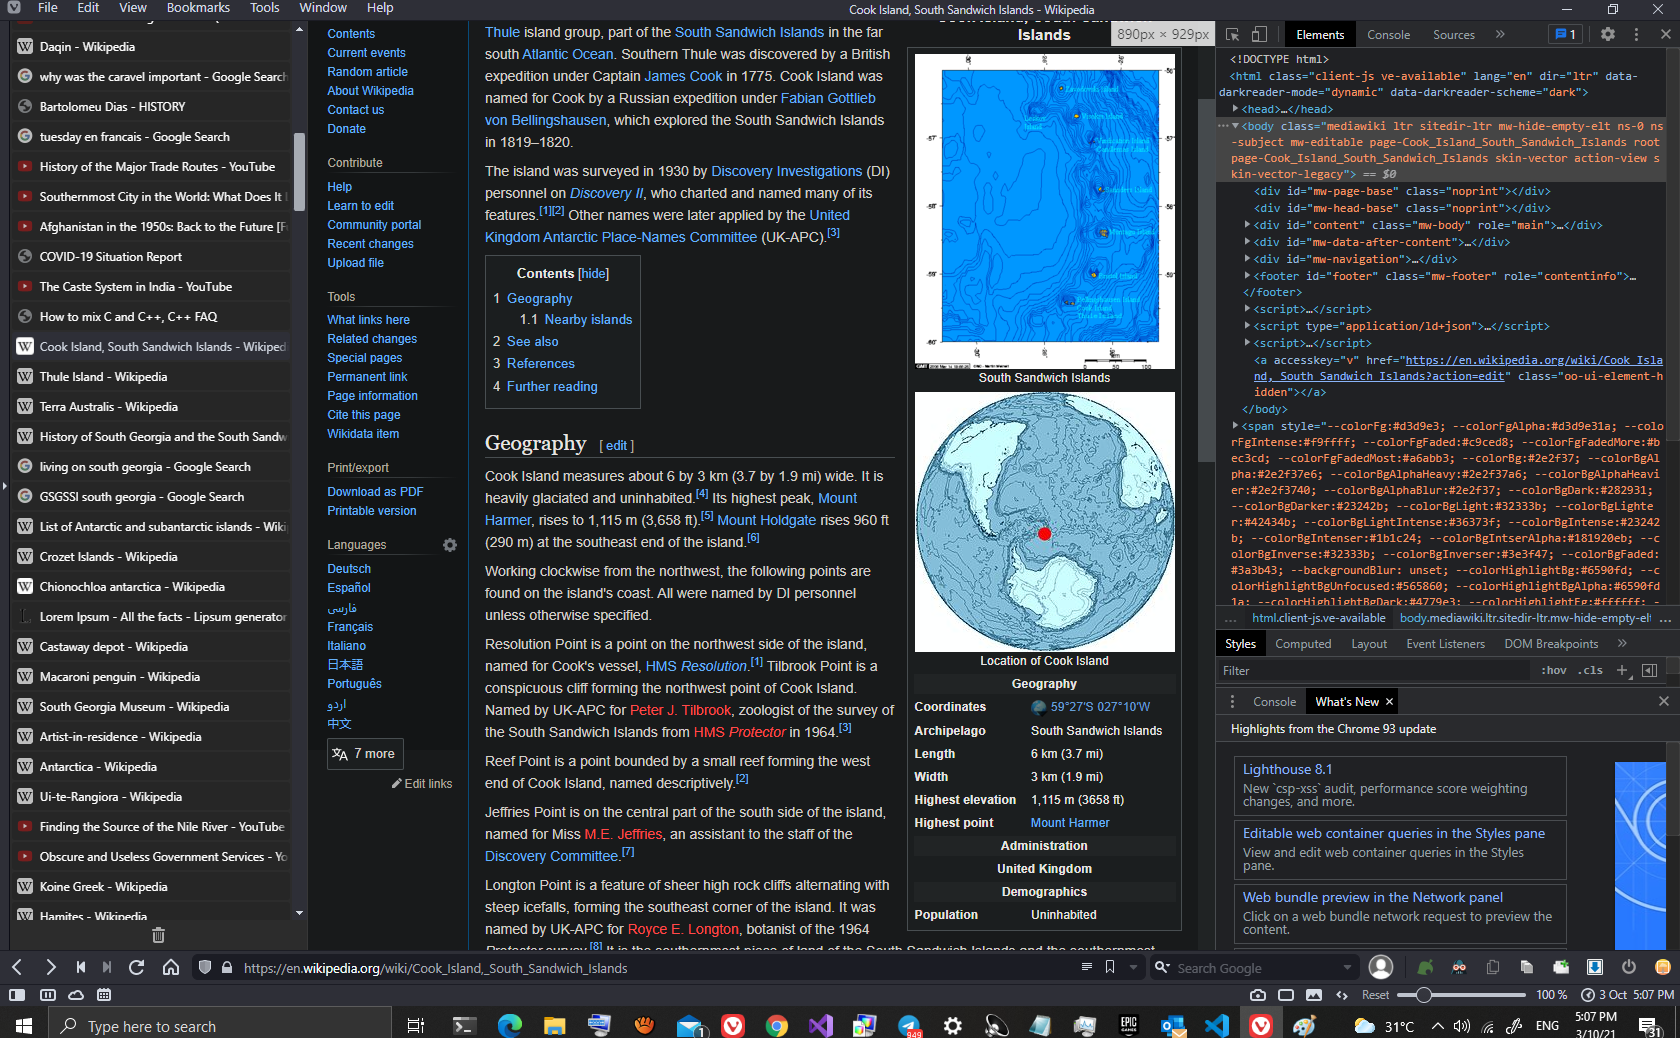 File Edit View Bookmarks Tools Window Help
Cook Island, South Sandwich Islands - Wikipedia
Daqin - Wikipedia
why was the caravel important - Google Search
Bartolomeu Dias - HISTORY
tuesday en francais - Google Search
History of the Major Trade Routes - YouTube
Southernmost City in the World: What Does It
Afghanistan in the 1950s: Back to the Future [F
COVID-19 Situation Report
The Caste System in India - YouTube
How to mix C and C++, C++ FAQ
Cook Island, South Sandwich Islands - Wikiped
Thule Island - Wikipedia
Terra Australis - Wikipedia
History of South Georgia and the South Sandw
living on south georgia - Google Search
GSGSSI south georgia - Google Search
List of Antarctic and subantarctic islands - Wiki
Crozet Islands - Wikipedia
Chionochloa antarctica - Wikipedia
Lorem Ipsum - All the facts - Lipsum generator
Castaway depot - Wikipedia
Macaroni penguin - Wikipedia
South Georgia Museum - Wikipedia
Artist-in-residence - Wikipedia
Antarctica - Wikipedia
Ui-te-Rangiora - Wikipedia
Finding the Source of the Nile River - YouTube
Obscure and Useless Government Services - Yo
Koine Greek - Wikipedia
Hamites - Wikipedia
Contents
Current events
Random article
About Wikipedia
Contact us
Donate
Contribute
Help
Learn to edit
Community portal
Recent changes
Upload file
Tools
What links here
Related changes
Special pages
Permanent link
Page information
Cite this page
Wikidata item
Print/export
Download as PDF
Printable version
Languages
Deutsch
Español
فارسی
Français
Italiano
日本語
Português
اردو
中文
7 more
Edit links
Thule island group, part of the South Sandwich Islands in the far
south Atlantic Ocean. Southern Thule was discovered by a British
expedition under Captain James Cook in 1775. Cook Island was
named for Cook by a Russian expedition under Fabian Gottlieb
von Bellingshausen, which explored the South Sandwich Islands
in 1819–1820.
The island was surveyed in 1930 by Discovery Investigations (DI)
personnel on Discovery II, who charted and named many of its
features.[1][2] Other names were later applied by the United
Kingdom Antarctic Place-Names Committee (UK-APC).[3]
Contents [hide]
1 Geography
1.1 Nearby islands
2 See also
3 References
4 Further reading
Geography [ edit ]
Cook Island measures about 6 by 3 km (3.7 by 1.9 mi) wide. It is
heavily glaciated and uninhabited.[4] Its highest peak, Mount
Harmer, rises to 1,115 m (3,658 ft).[5] Mount Holdgate rises 960 ft
(290 m) at the southeast end of the island.[6]
Working clockwise from the northwest, the following points are
found on the island's coast. All were named by DI personnel
unless otherwise specified.
Resolution Point is a point on the northwest side of the island,
named for Cook's vessel, HMS Resolution.[1] Tilbrook Point is a
conspicuous cliff forming the northwest point of Cook Island.
Named by UK-APC for Peter J. Tilbrook, zoologist of the survey of
the South Sandwich Islands from HMS Protector in 1964.[3]
Reef Point is a point bounded by a small reef forming the west
end of Cook Island, named descriptively.[2]
Jeffries Point is on the central part of the south side of the island,
named for Miss M.E. Jeffries, an assistant to the staff of the
Discovery Committee.[7]
Longton Point is a feature of sheer high rock cliffs alternating with
steep icefalls, forming the southeast corner of the island. It was
named by UK-APC for Royce E. Longton, botanist of the 1964
Protector survey.[8] It is the southernmost piece of land of the South Sandwich Islands and the southernmost
Islands
890px × 929px
South Sandwich Islands
Location of Cook Island
Geography
Coordinates 59°27′S 027°10′W
Archipelago South Sandwich Islands
Length 6 km (3.7 mi)
Width 3 km (1.9 mi)
Highest elevation 1,115 m (3658 ft)
Highest point Mount Harmer
Administration
United Kingdom
Demographics
Population Uninhabited
Elements Console Sources » 1
<!DOCTYPE html>
<html class="client-js ve-available" lang="en" dir="ltr" data-
darkreader-mode="dynamic" data-darkreader-scheme="dark">
<head>…</head>
<body class="mediawiki ltr sitedir-ltr mw-hide-empty-elt ns-0 ns
-subject mw-editable page-Cook_Island_South_Sandwich_Islands root
page-Cook_Island_South_Sandwich_Islands skin-vector action-view s
kin-vector-legacy"> == $0
<div id="mw-page-base" class="noprint"></div>
<div id="mw-head-base" class="noprint"></div>
<div id="content" class="mw-body" role="main">…</div>
<div id="mw-data-after-content">…</div>
<div id="mw-navigation">…</div>
<footer id="footer" class="mw-footer" role="contentinfo">…
</footer>
<script>…</script>
<script type="application/ld+json">…</script>
<script>…</script>
<a accesskey="v" href="https://en.wikipedia.org/wiki/Cook_Isla
nd,_South_Sandwich_Islands?action=edit" class="oo-ui-element-h
idden"></a>
</body>
<span style="--colorFg:#d3d9e3; --colorFgAlpha:#d3d9e31a; --colo
rFgIntense:#f9ffff; --colorFgFaded:#c9ced8; --colorFgFadedMore:#b
ec3cd; --colorFgFadedMost:#a6abb3; --colorBg:#2e2f37; --colorBgAl
pha:#2e2f37e6; --colorBgAlphaHeavy:#2e2f37a6; --colorBgAlphaHeavi
er:#2e2f3740; --colorBgAlphaBlur:#2e2f37; --colorBgDark:#282931;
--colorBgDarker:#23242b; --colorBgLight:#32333b; --colorBgLighte
r:#42434b; --colorBgLightIntense:#36373f; --colorBgIntense:#23242
b; --colorBgIntenser:#1b1c24; --colorBgIntserAlpha:#181920eb; --c
olorBgInverse:#32333b; --colorBgInverser:#3e3f47; --colorBgFaded:
#3a3b43; --backgroundBlur: unset; --colorHighlightBg:#6590fd; --c
olorHighlightBgUnfocused:#565860; --colorHighlightBgAlpha:#6590fd
1a; --colorHighlightBgDark:#4779e3; --colorHighlightFg:#ffffff; -
… html.client-js.ve-available body.mediawiki.ltr.sitedir-ltr.mw-hide-empty-elt …
Styles Computed Layout Event Listeners DOM Breakpoints »
Filter :hov .cls +
Console What's New ×
Highlights from the Chrome 93 update
Lighthouse 8.1
New `csp-xss` audit, performance score weighting
changes, and more.
Editable web container queries in the Styles pane
View and edit web container queries in the Styles
pane.
Web bundle preview in the Network panel
Click on a web bundle network request to preview the
content.
https://en.wikipedia.org/wiki/Cook_Island,_South_Sandwich_Islands
Search Google
Reset 100 % 3 Oct 5:07 PM
Type here to search
1
949
EPIC GAMES
31°C
ENG
5:07 PM
3/10/21
31